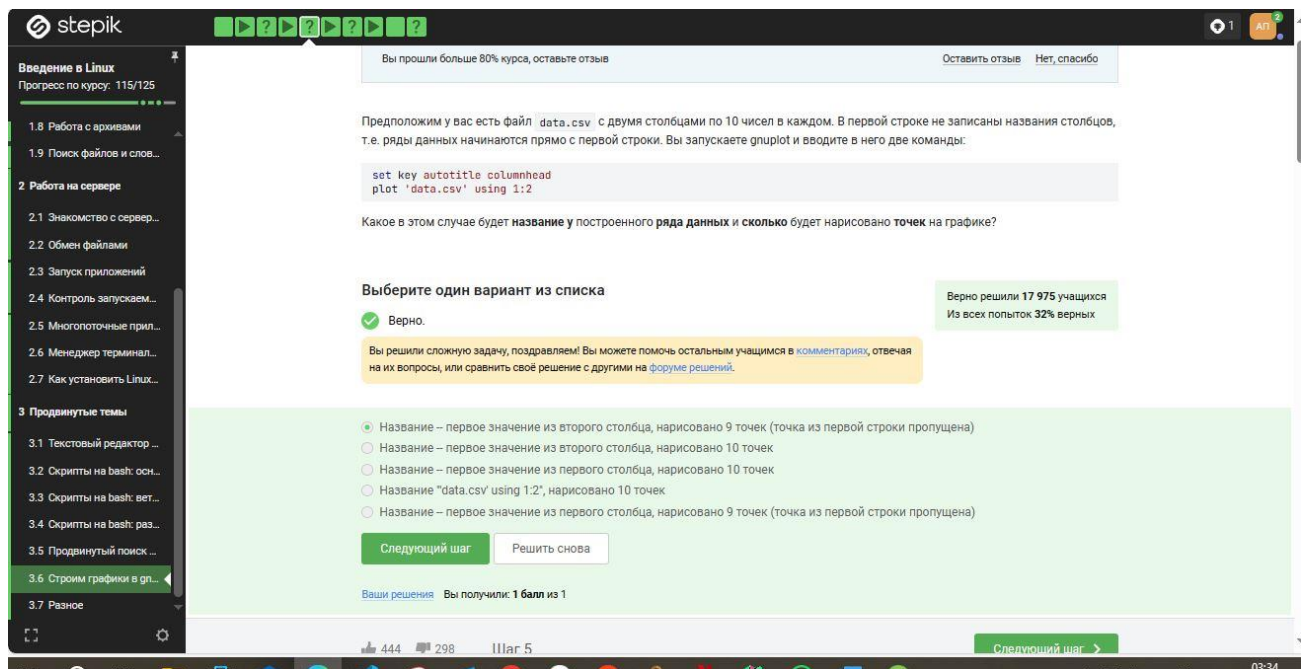 stepik
? ? ? ?
1
АП
2
Введение в Linux
Прогресс по курсу: 115/125
1.8 Работа с архивами
1.9 Поиск файлов и слов...
2 Работа на сервере
2.1 Знакомство с сервер...
2.2 Обмен файлами
2.3 Запуск приложений
2.4 Контроль запускаем...
2.5 Многопоточные прил...
2.6 Менеджер терминал...
2.7 Как установить Linux...
3 Продвинутые темы
3.1 Текстовый редактор ...
3.2 Скрипты на bash: осн...
3.3 Скрипты на bash: вет...
3.4 Скрипты на bash: раз...
3.5 Продвинутый поиск ...
3.6 Строим графики в gn...
3.7 Разное
Вы прошли больше 80% курса, оставьте отзыв
Оставить отзыв Нет, спасибо
Предположим у вас есть файл data.csv с двумя столбцами по 10 чисел в каждом. В первой строке не записаны названия столбцов,
т.е. ряды данных начинаются прямо с первой строки. Вы запускаете gnuplot и вводите в него две команды:
set key autotitle columnhead
plot 'data.csv' using 1:2
Какое в этом случае будет название у построенного ряда данных и сколько будет нарисовано точек на графике?
Выберите один вариант из списка
Верно.
Верно решили 17 975 учащихся
Из всех попыток 32% верных
Вы решили сложную задачу, поздравляем! Вы можете помочь остальным учащимся в комментариях, отвечая
на их вопросы, или сравнить своё решение с другими на форуме решений.
Название – первое значение из второго столбца, нарисовано 9 точек (точка из первой строки пропущена)
Название – первое значение из второго столбца, нарисовано 10 точек
Название – первое значение из первого столбца, нарисовано 10 точек
Название "data.csv' using 1:2", нарисовано 10 точек
Название – первое значение из первого столбца, нарисовано 9 точек (точка из первой строки пропущена)
Следующий шаг
Решить снова
Ваши решения Вы получили: 1 балл из 1
444 298 Шаг 5
Следующий шаг
03:34